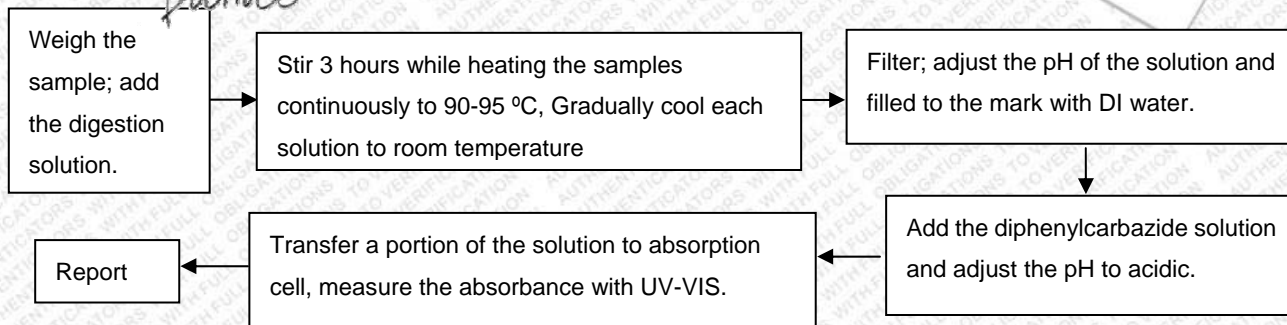 Weigh the
sample; add
the digestion
solution.
Stir 3 hours while heating the samples
continuously to 90-95 ºC, Gradually cool each
solution to room temperature
Filter; adjust the pH of the solution and
filled to the mark with DI water.
Add the diphenylcarbazide solution
and adjust the pH to acidic.
Transfer a portion of the solution to absorption
cell, measure the absorbance with UV-VIS.
Report